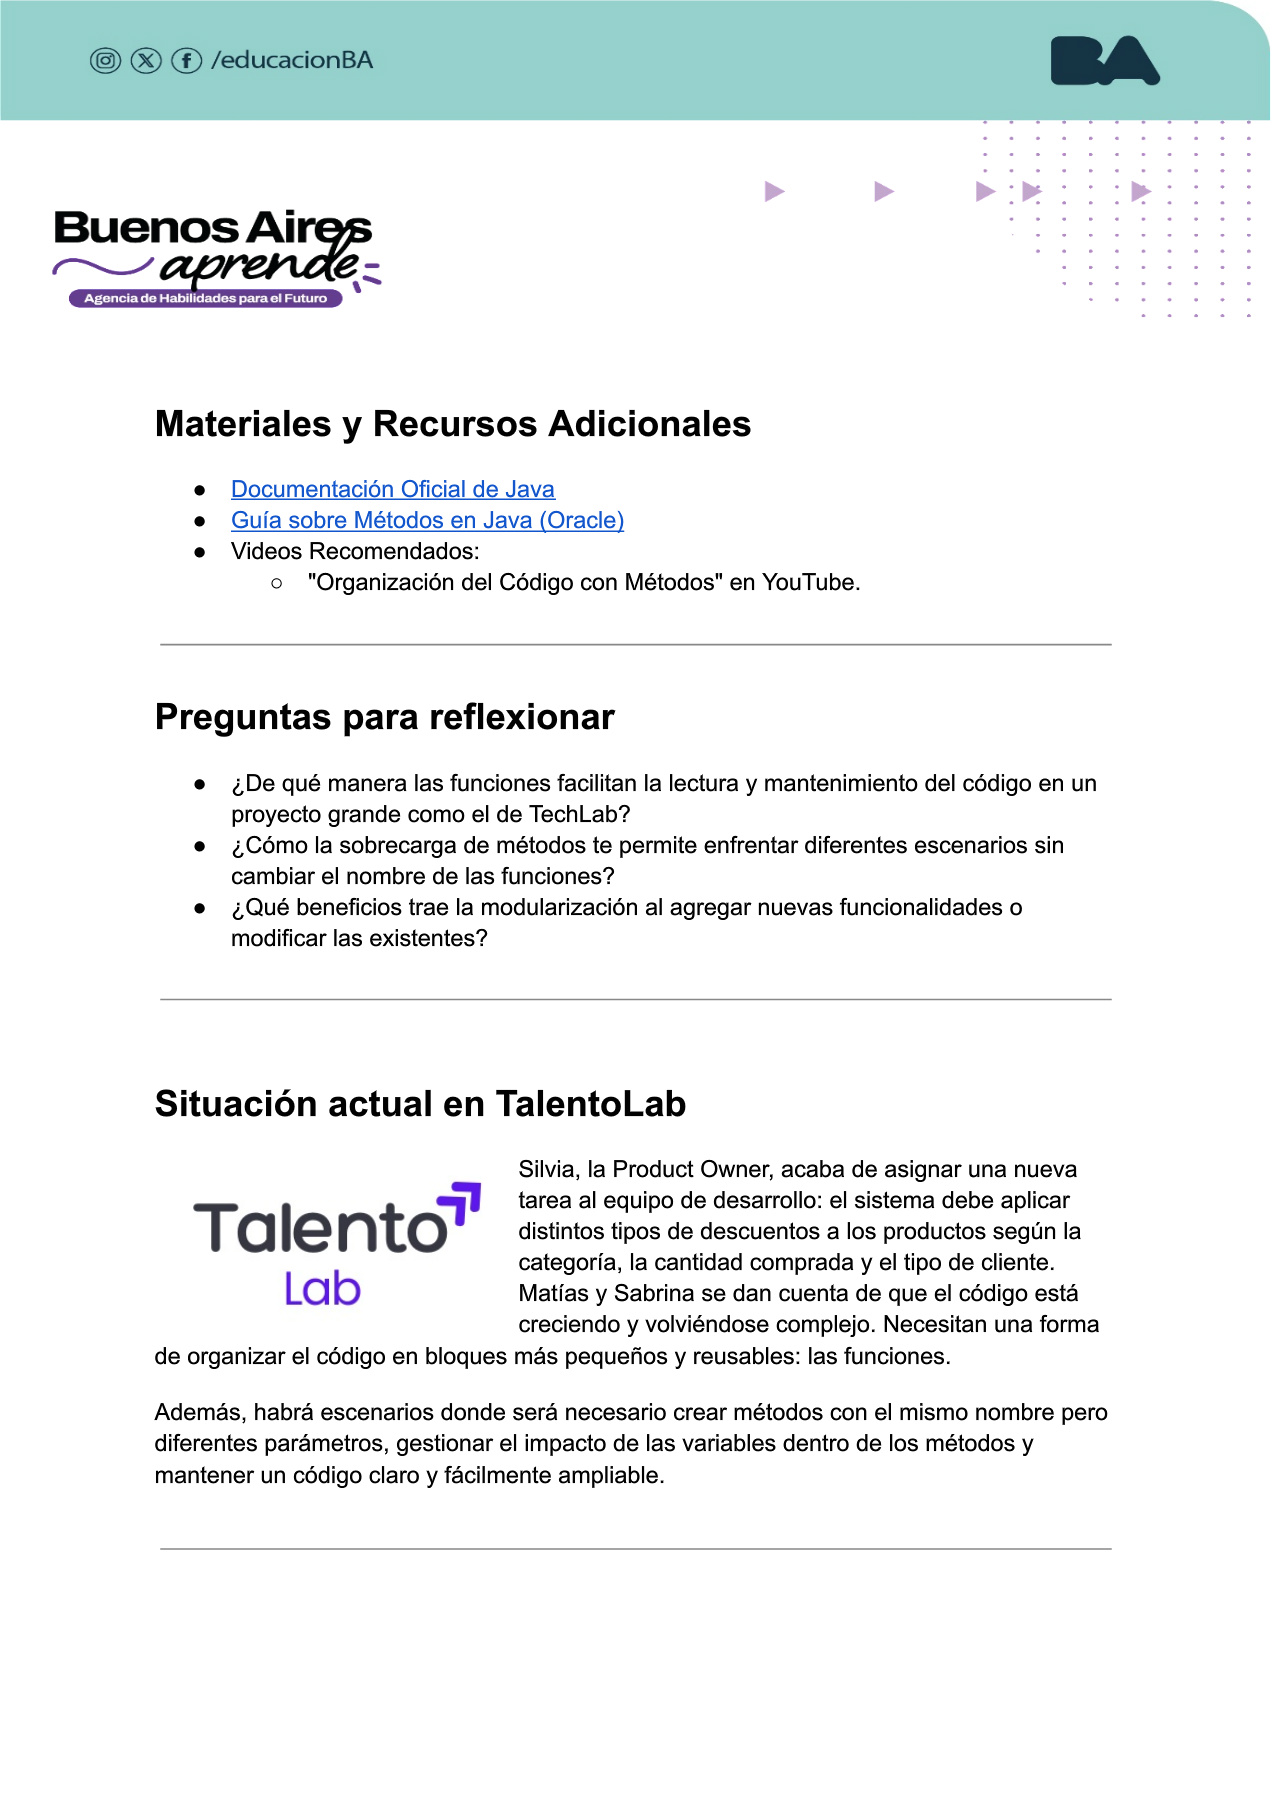 /educacionBA
BA
Buenos Aires
aprende
Agencia de Habilidades para el Futuro
Materiales y Recursos Adicionales
● Documentación Oficial de Java
● Guía sobre Métodos en Java (Oracle)
● Videos Recomendados:
○ "Organización del Código con Métodos" en YouTube.
Preguntas para reflexionar
● ¿De qué manera las funciones facilitan la lectura y mantenimiento del código en un
proyecto grande como el de TechLab?
● ¿Cómo la sobrecarga de métodos te permite enfrentar diferentes escenarios sin
cambiar el nombre de las funciones?
● ¿Qué beneficios trae la modularización al agregar nuevas funcionalidades o
modificar las existentes?
Situación actual en TalentoLab
Talento
Lab
Silvia, la Product Owner, acaba de asignar una nueva
tarea al equipo de desarrollo: el sistema debe aplicar
distintos tipos de descuentos a los productos según la
categoría, la cantidad comprada y el tipo de cliente.
Matías y Sabrina se dan cuenta de que el código está
creciendo y volviéndose complejo. Necesitan una forma
de organizar el código en bloques más pequeños y reusables: las funciones.
Además, habrá escenarios donde será necesario crear métodos con el mismo nombre pero
diferentes parámetros, gestionar el impacto de las variables dentro de los métodos y
mantener un código claro y fácilmente ampliable.